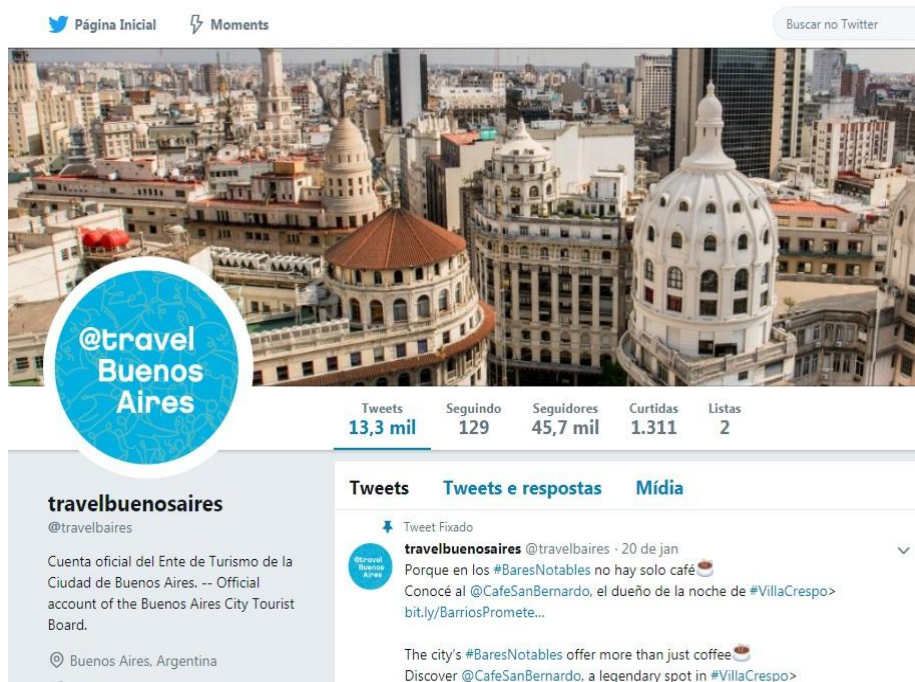 Página Inicial
Moments
Buscar no Twitter
@travel
Buenos
Aires
Tweets
13,3 mil
Seguindo
129
Seguidores
45,7 mil
Curtidas
1.311
Listas
2
travelbuenosaires
@travelbaires
Cuenta oficial del Ente de Turismo de la
Ciudad de Buenos Aires. -- Official
account of the Buenos Aires City Tourist
Board.
Buenos Aires, Argentina
Tweets
Tweets e respostas
Mídia
Tweet Fixado
@travel
Buenos
Aires
travelbuenosaires @travelbaires · 20 de jan
Porque en los #BaresNotables no hay solo café☕
Conocé al @CafeSanBernardo, el dueño de la noche de #VillaCrespo>
bit.ly/BarriosPromete...
The city's #BaresNotables offer more than just coffee☕
Discover @CafeSanBernardo, a legendary spot in #VillaCrespo>